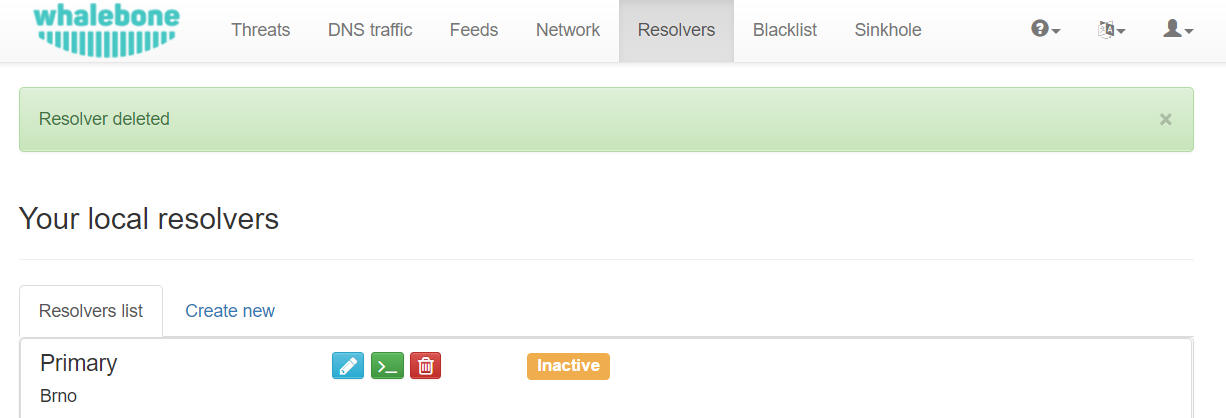 whalebone
Threats DNS traffic Feeds Network Resolvers Blacklist Sinkhole
Resolver deleted ×
Your local resolvers
Resolvers list Create new
Primary Inactive
Brno